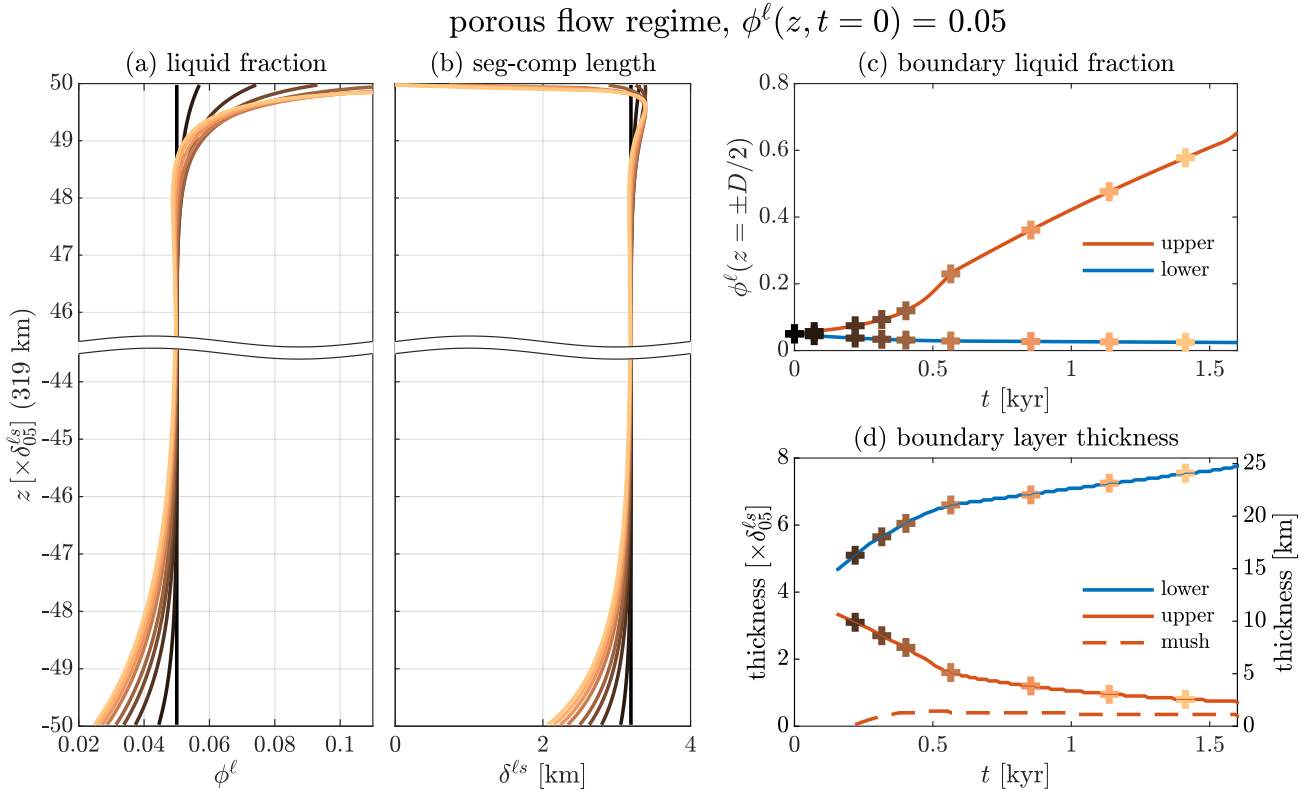 porous flow regime, ϕ^ℓ(z, t = 0) = 0.05
(a) liquid fraction
50
49
48
47
46
-44
-45
-46
-47
-48
-49
-50
0.02 0.04 0.06 0.08 0.1
z [×δ^{ℓs}_{05}] (319 km)
ϕ^ℓ
(b) seg-comp length
0 2 4
δ^{ℓs} [km]
(c) boundary liquid fraction
0.8
0.6
0.4
0.2
0
0 0.5 1 1.5
ϕ^ℓ(z = ±D/2)
t [kyr]
upper
lower
(d) boundary layer thickness
8
6
4
2
0
25
20
15
10
5
0
0 0.5 1 1.5
thickness [×δ^{ℓs}_{05}]
thickness [km]
t [kyr]
lower
upper
mush